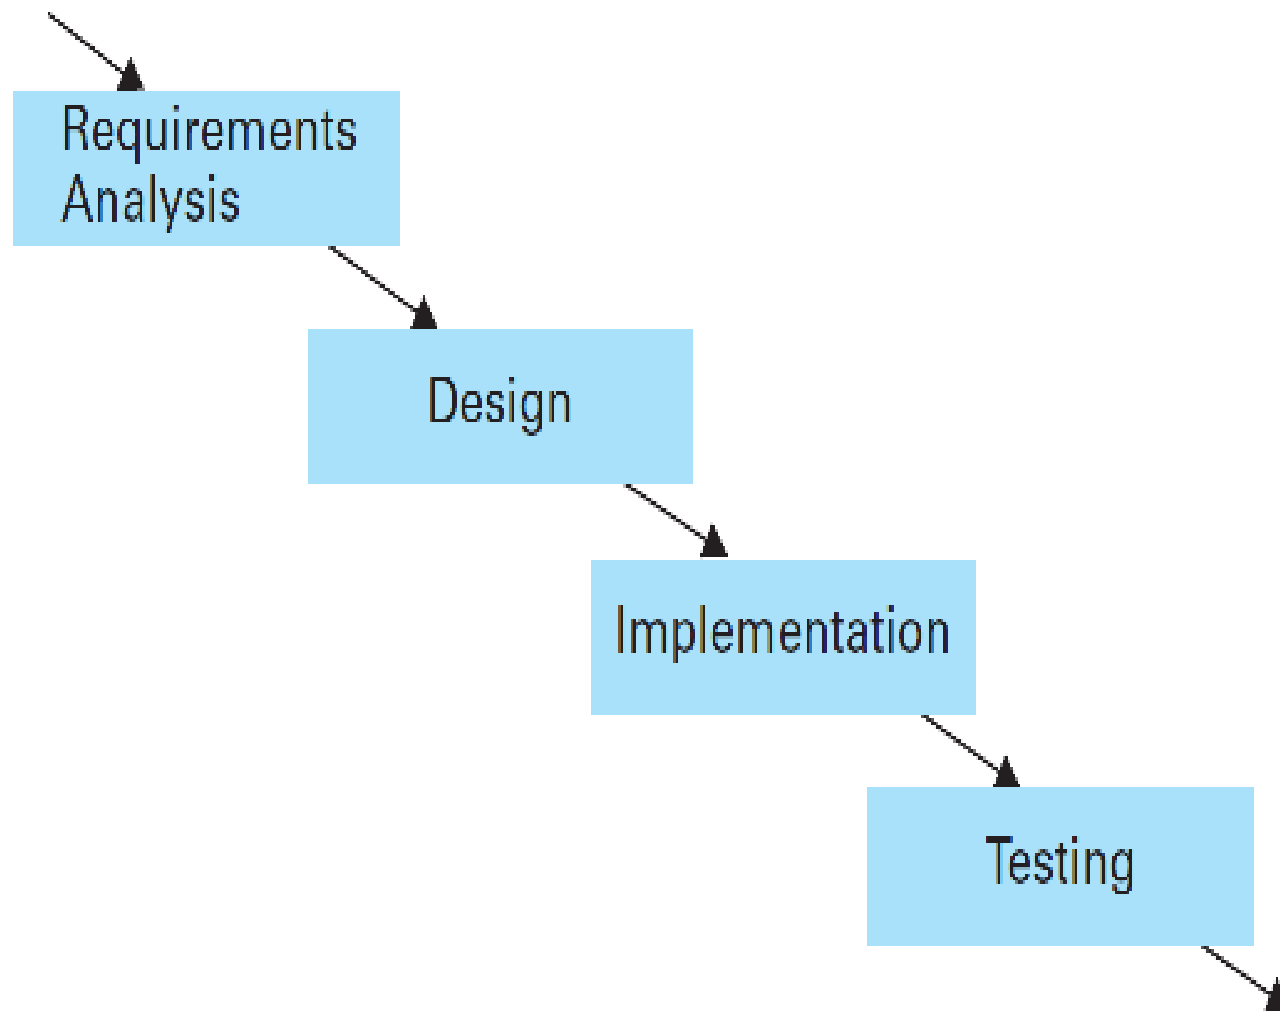 Requirements
Analysis
Design
Implementation
Testing